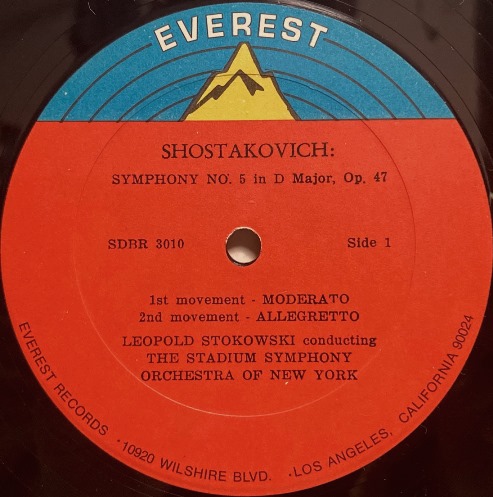 EVEREST
SHOSTAKOVICH:
SYMPHONY NO. 5 in D Major, Op. 47
SDBR 3010 Side 1
1st movement - MODERATO
2nd movement - ALLEGRETTO
LEOPOLD STOKOWSKI conducting
THE STADIUM SYMPHONY
ORCHESTRA OF NEW YORK
EVEREST RECORDS · 10920 WILSHIRE BLVD. · LOS ANGELES, CALIFORNIA 90024